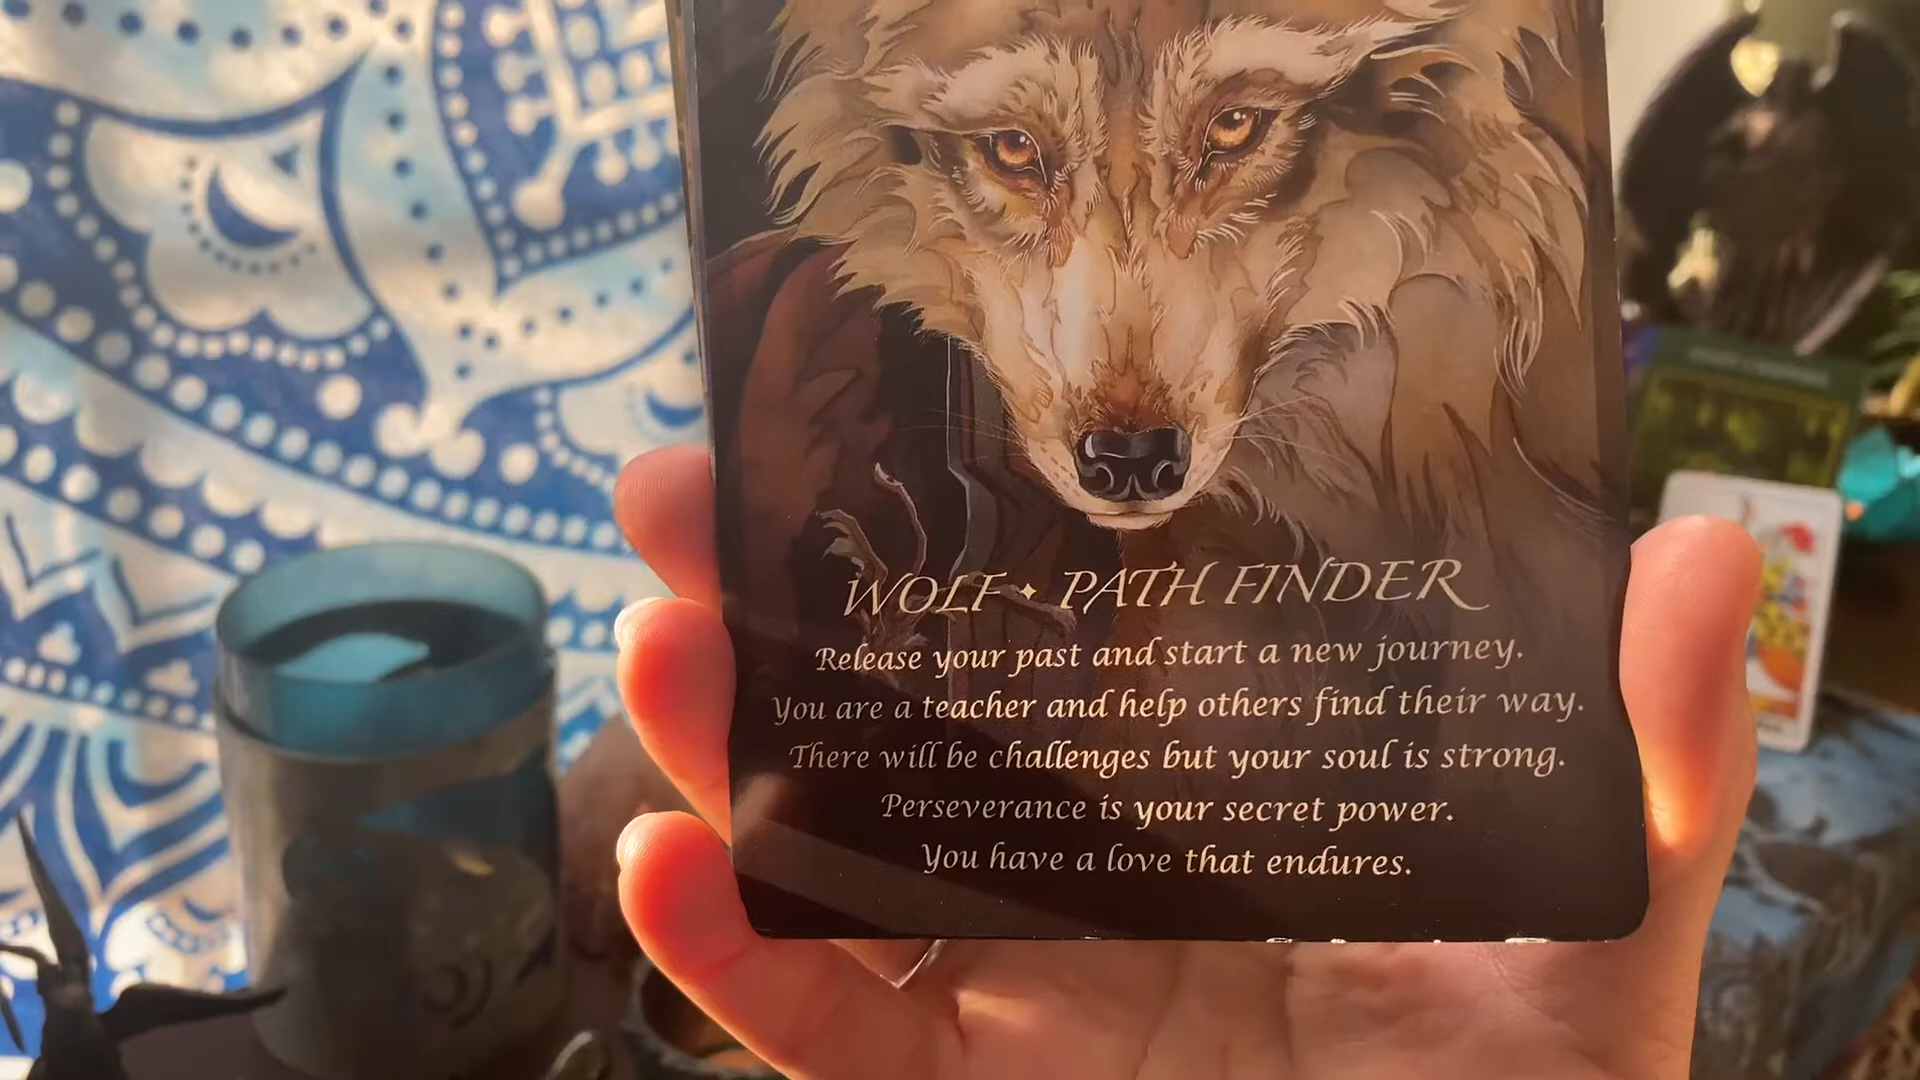 WOLF ✦ PATH FINDER
Release your past and start a new journey.
You are a teacher and help others find their way.
There will be challenges but your soul is strong.
Perseverance is your secret power.
You have a love that endures.